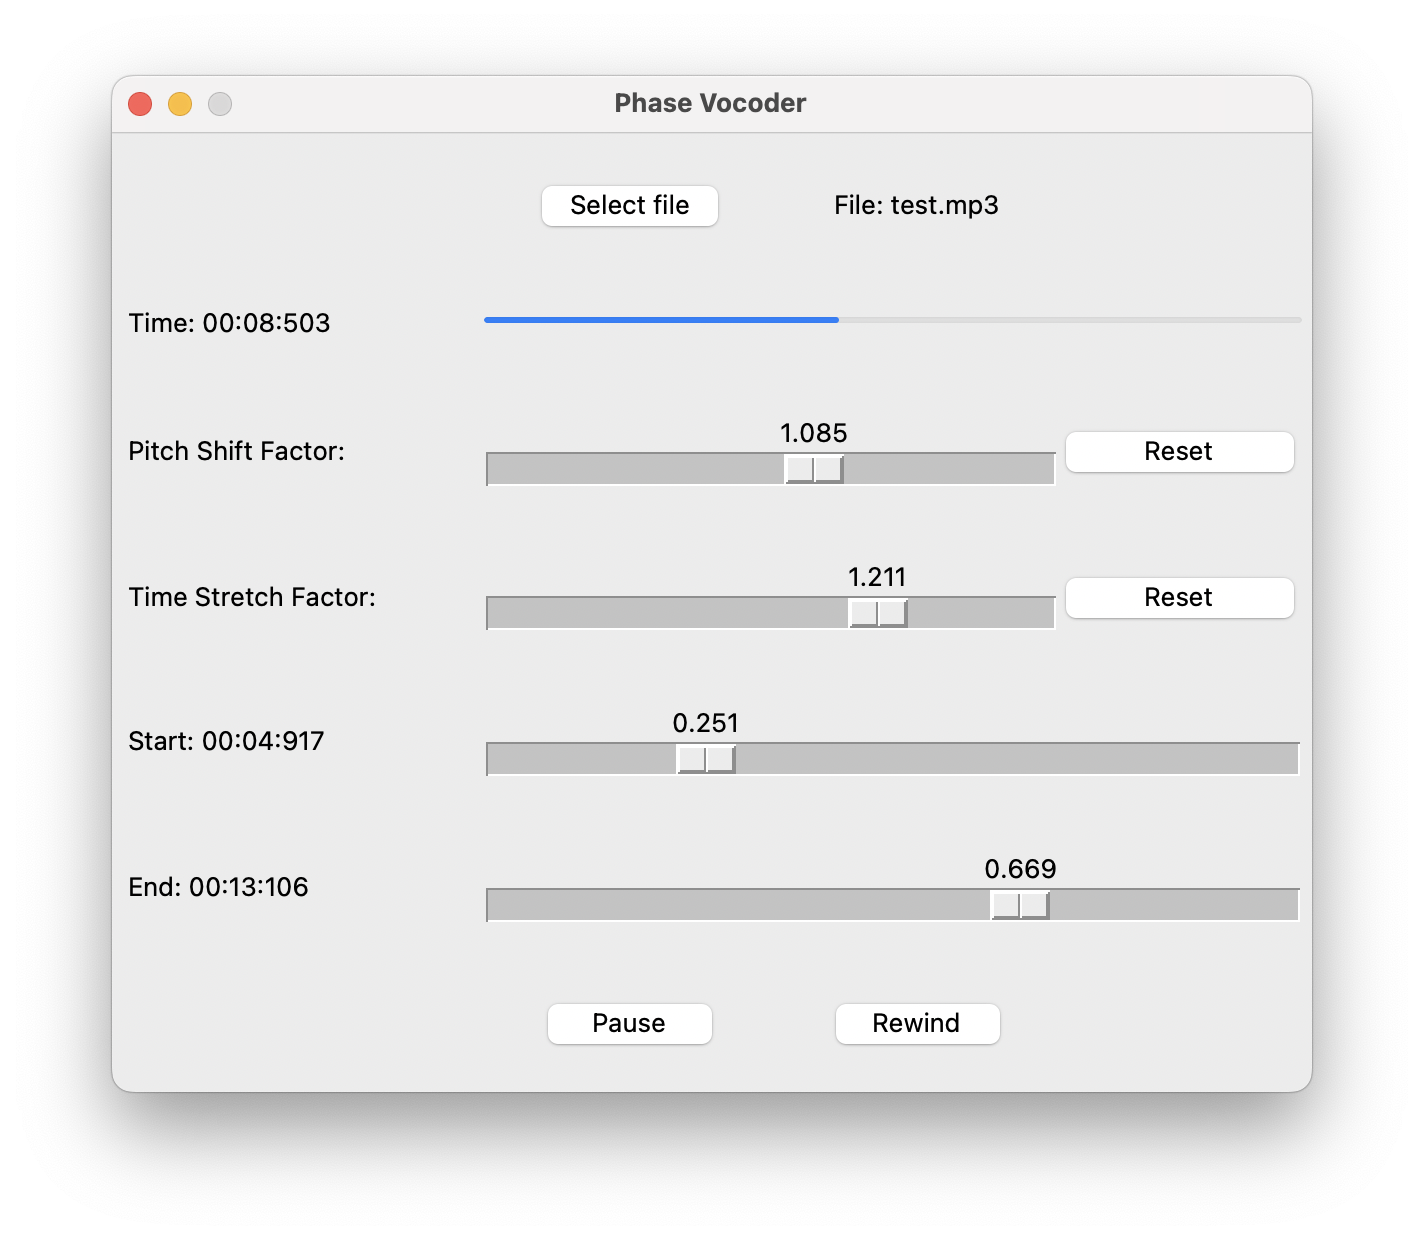 Phase Vocoder
Select file
File: test.mp3
Time: 00:08:503
1.085
Pitch Shift Factor:
Reset
1.211
Time Stretch Factor:
Reset
0.251
Start: 00:04:917
0.669
End: 00:13:106
Pause
Rewind